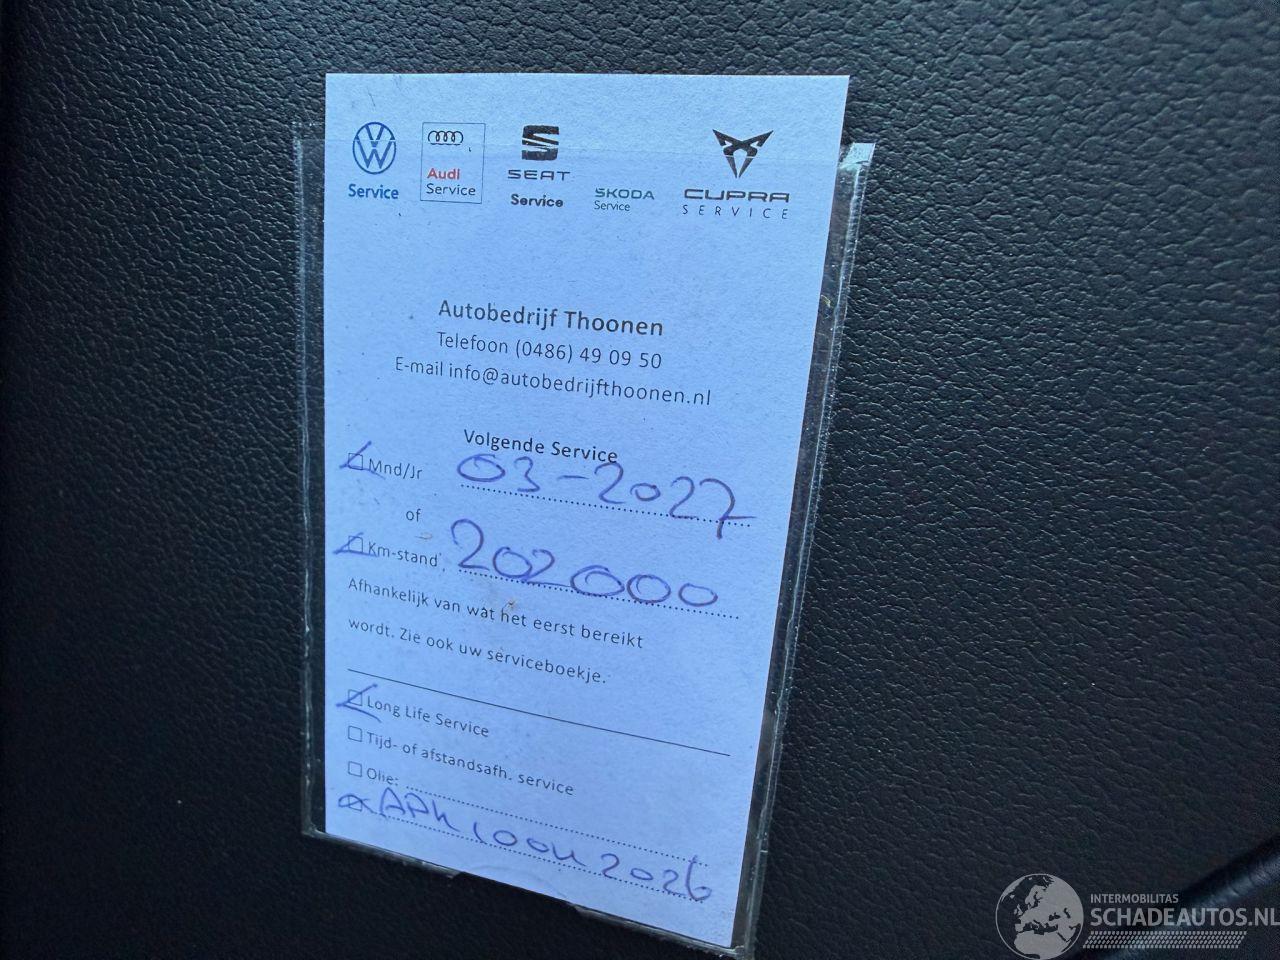 Service
Audi
Service
SEAT
Service
ŠKODA
Service
CUPRA
SERVICE
Autobedrijf Thoonen
Telefoon (0486) 49 09 50
E-mail info@autobedrijfthoonen.nl
Volgende Service
Mnd/Jr 03-2027
of
Km-stand 202000
Afhankelijk van wat het eerst bereikt
wordt. Zie ook uw serviceboekje.
Long Life Service
Tijd- of afstandsafh. service
Olie:
APK 2026
INTERMOBILITAS
SCHADEAUTOS.NL